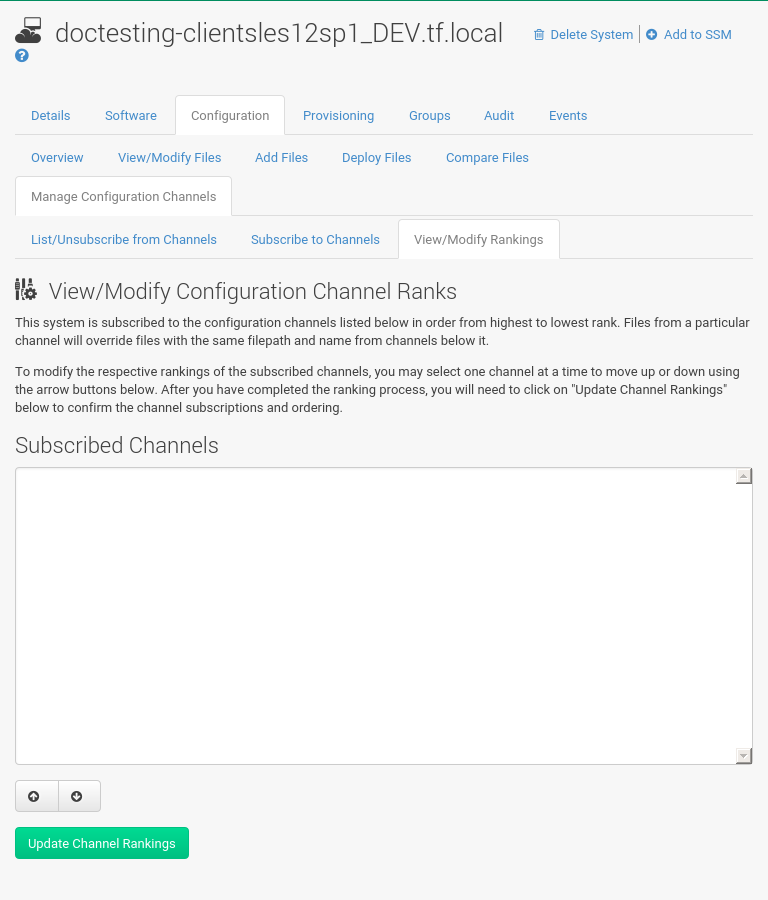 doctesting-clientsles12sp1_DEV.tf.local
Delete System
Add to SSM
Details Software Configuration Provisioning Groups Audit Events
Overview View/Modify Files Add Files Deploy Files Compare Files
Manage Configuration Channels
List/Unsubscribe from Channels Subscribe to Channels View/Modify Rankings
View/Modify Configuration Channel Ranks
This system is subscribed to the configuration channels listed below in order from highest to lowest rank. Files from a particular
channel will override files with the same filepath and name from channels below it.
To modify the respective rankings of the subscribed channels, you may select one channel at a time to move up or down using
the arrow buttons below. After you have completed the ranking process, you will need to click on "Update Channel Rankings"
below to confirm the channel subscriptions and ordering.
Subscribed Channels
Update Channel Rankings